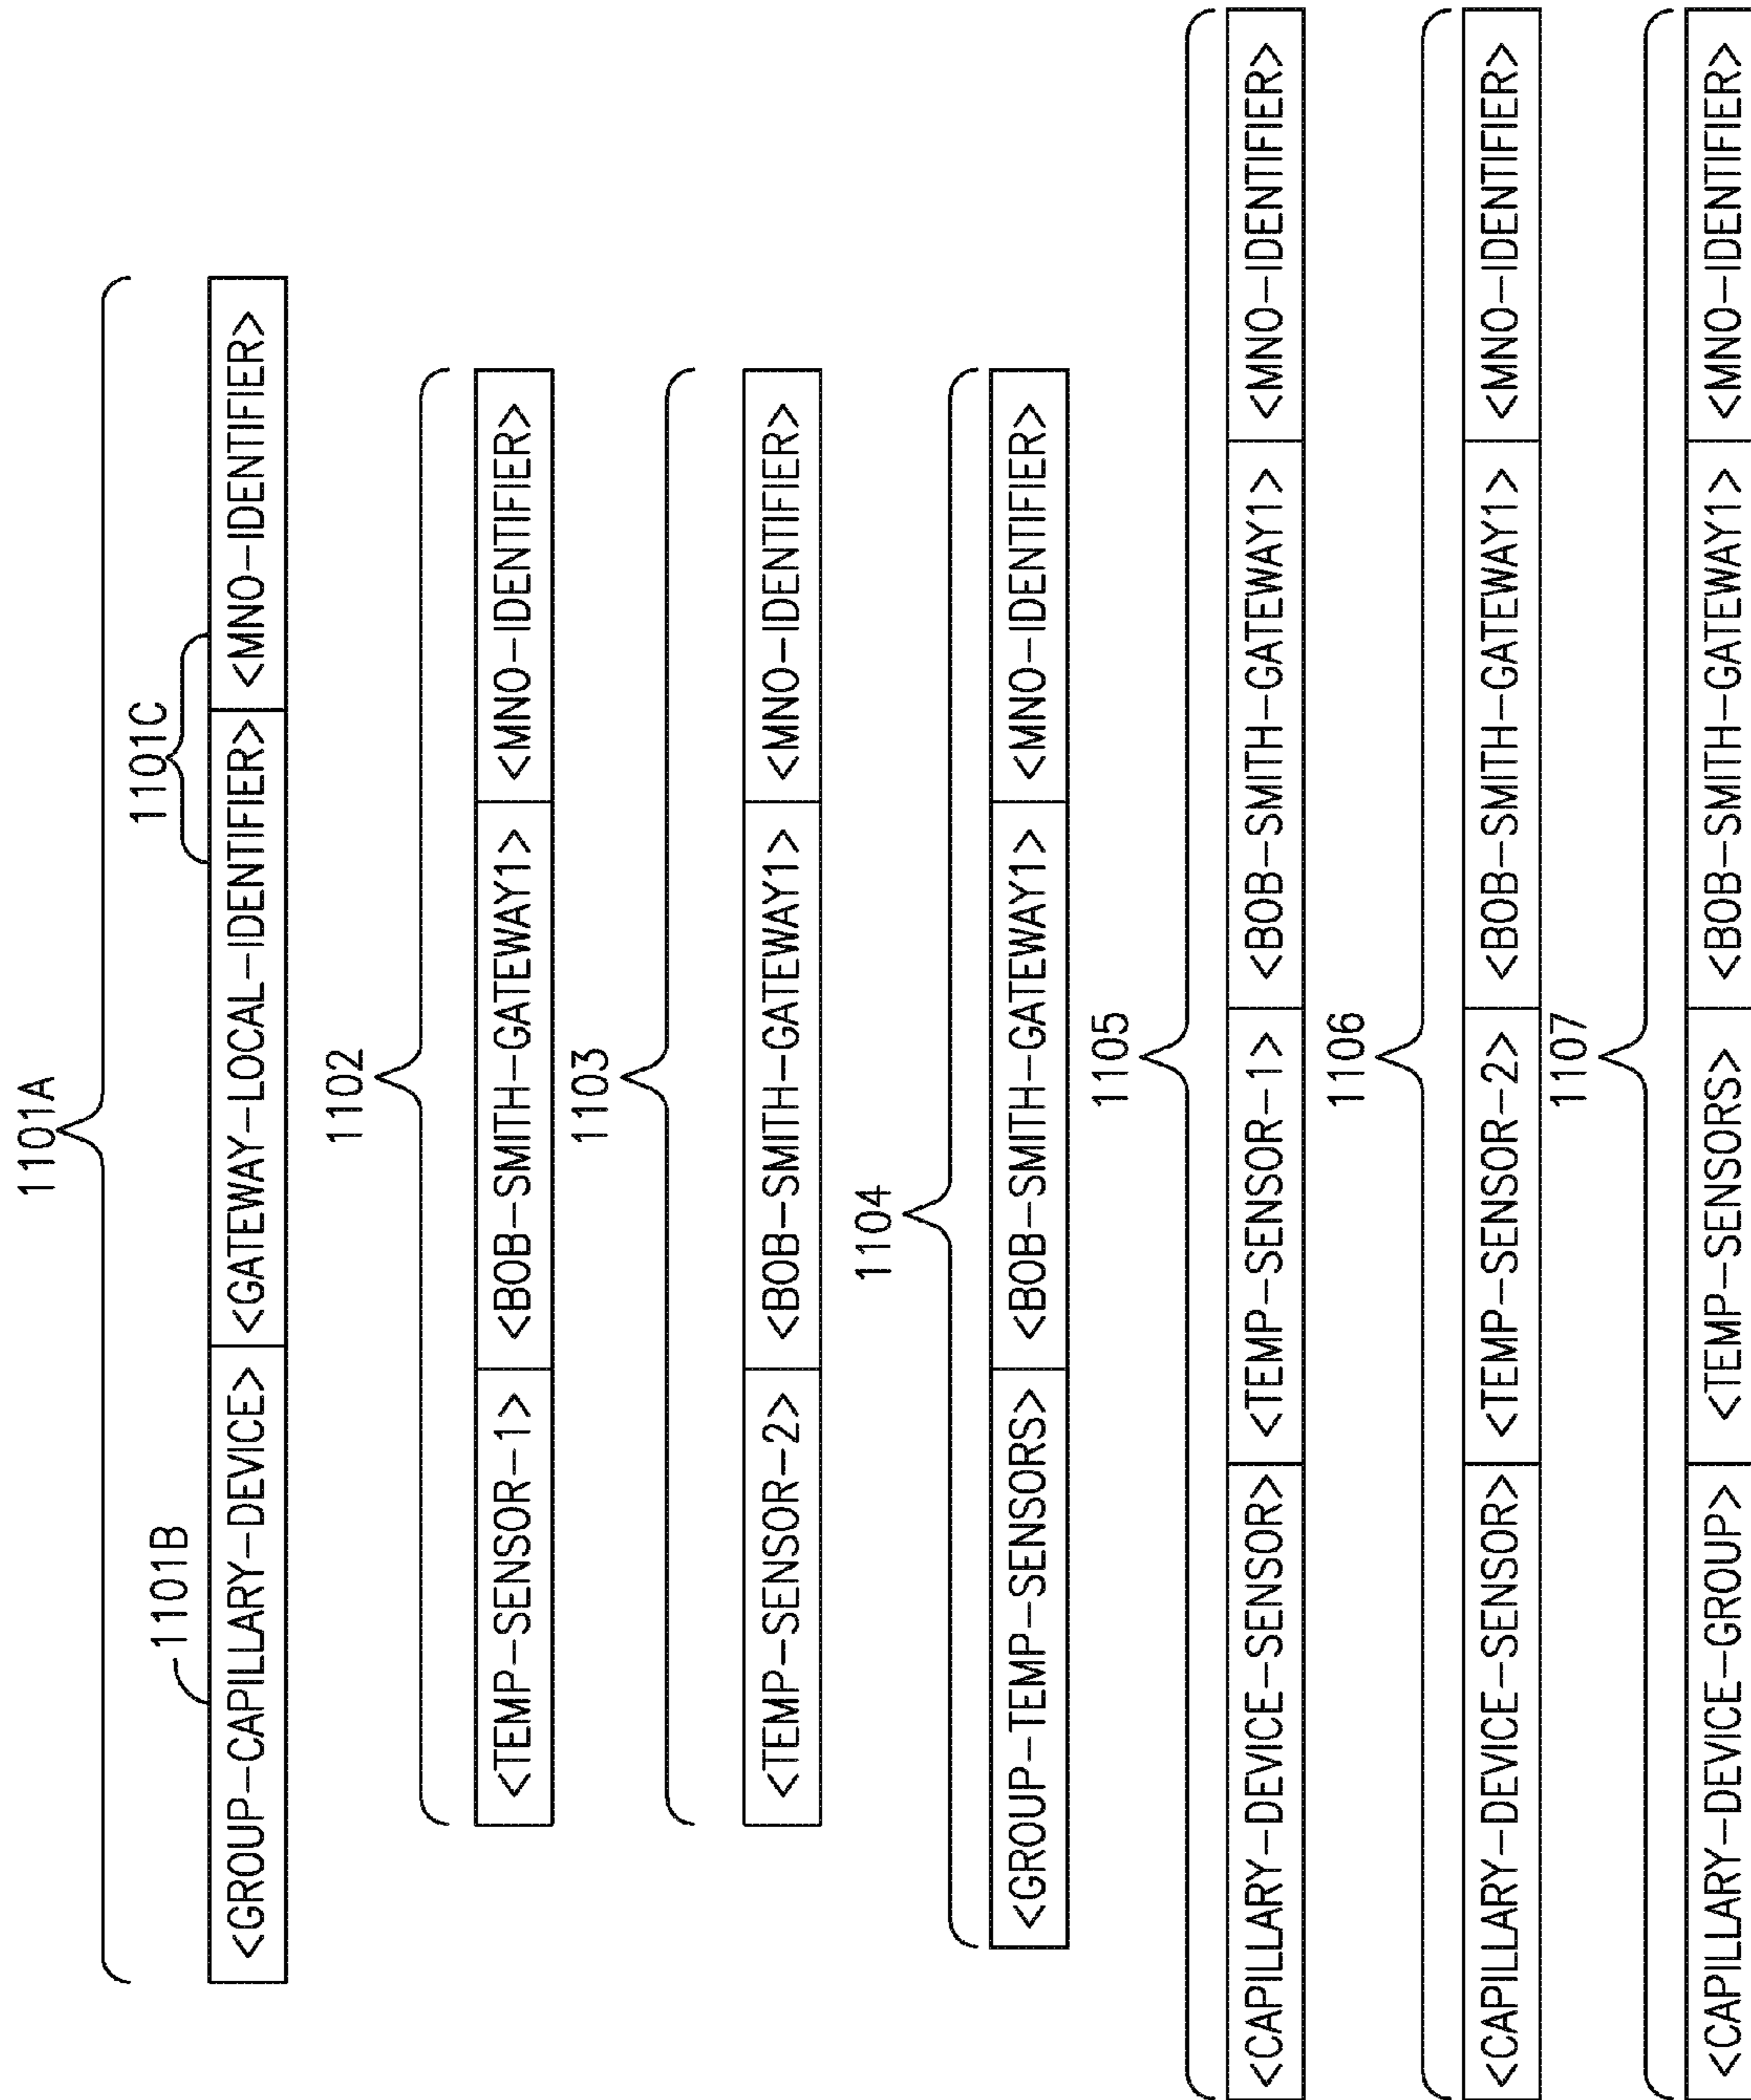 1101A
1101B
1101C
<GROUP-CAPILLARY-DEVICE> <GATEWAY-LOCAL-IDENTIFIER> <MNO-IDENTIFIER>
1102
<TEMP-SENSOR-1> <BOB-SMITH-GATEWAY1> <MNO-IDENTIFIER>
1103
<TEMP-SENSOR-2> <BOB-SMITH-GATEWAY1> <MNO-IDENTIFIER>
1104
<GROUP-TEMP-SENSORS> <BOB-SMITH-GATEWAY1> <MNO-IDENTIFIER>
1105
<CAPILLARY-DEVICE-SENSOR> <TEMP-SENSOR-1> <BOB-SMITH-GATEWAY1> <MNO-IDENTIFIER>
1106
<CAPILLARY-DEVICE-SENSOR> <TEMP-SENSOR-2> <BOB-SMITH-GATEWAY1> <MNO-IDENTIFIER>
1107
<CAPILLARY-DEVICE-GROUP> <TEMP-SENSORS> <BOB-SMITH-GATEWAY1> <MNO-IDENTIFIER>